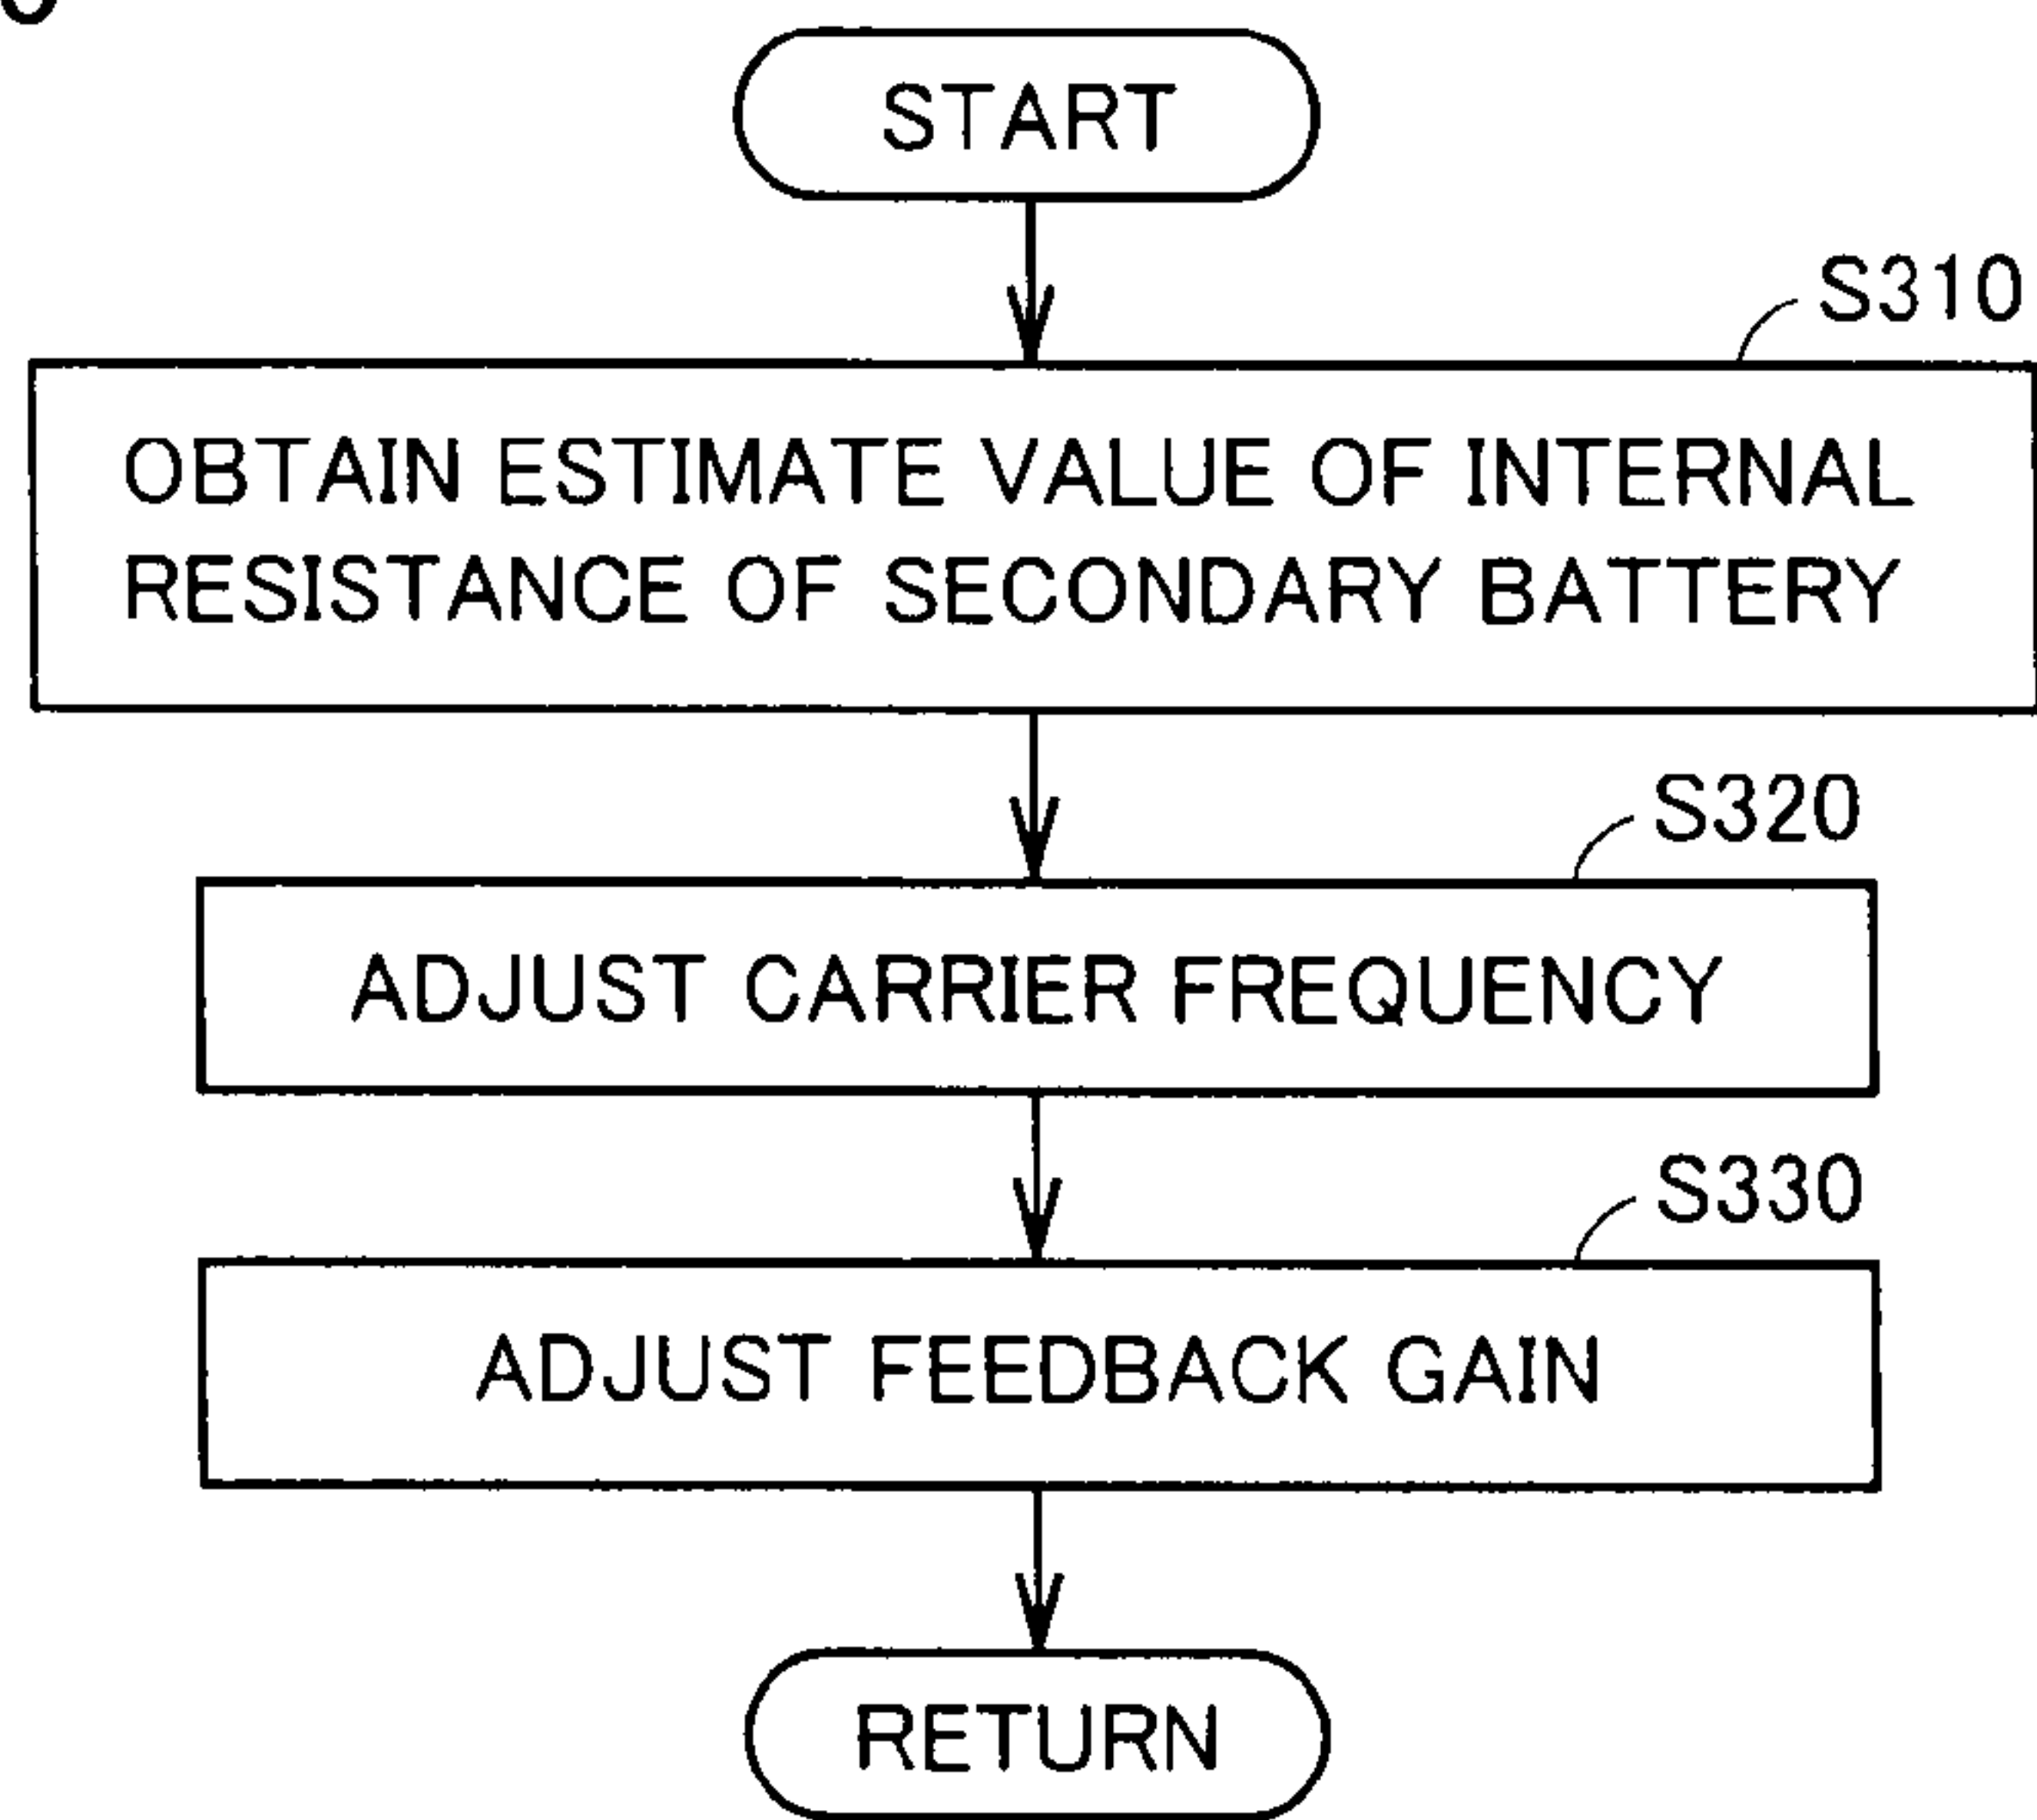 START
S310
OBTAIN ESTIMATE VALUE OF INTERNAL
RESISTANCE OF SECONDARY BATTERY
S320
ADJUST CARRIER FREQUENCY
S330
ADJUST FEEDBACK GAIN
RETURN